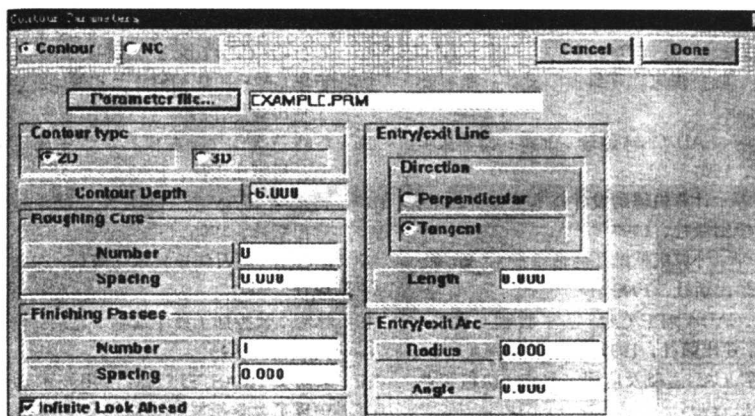 Contour Parameters
Contour NC Cancel Done
Parameter file... EXAMPLE.PRM
Contour type
2D 3D
Contour Depth -6.000
Roughing Cuts
Number 0
Spacing 0.000
Finishing Passes
Number 1
Spacing 0.000
Infinite Look Ahead
Entry/exit Line
Direction
Perpendicular
Tangent
Length 0.000
Entry/exit Arc
Radius 0.000
Angle 0.000